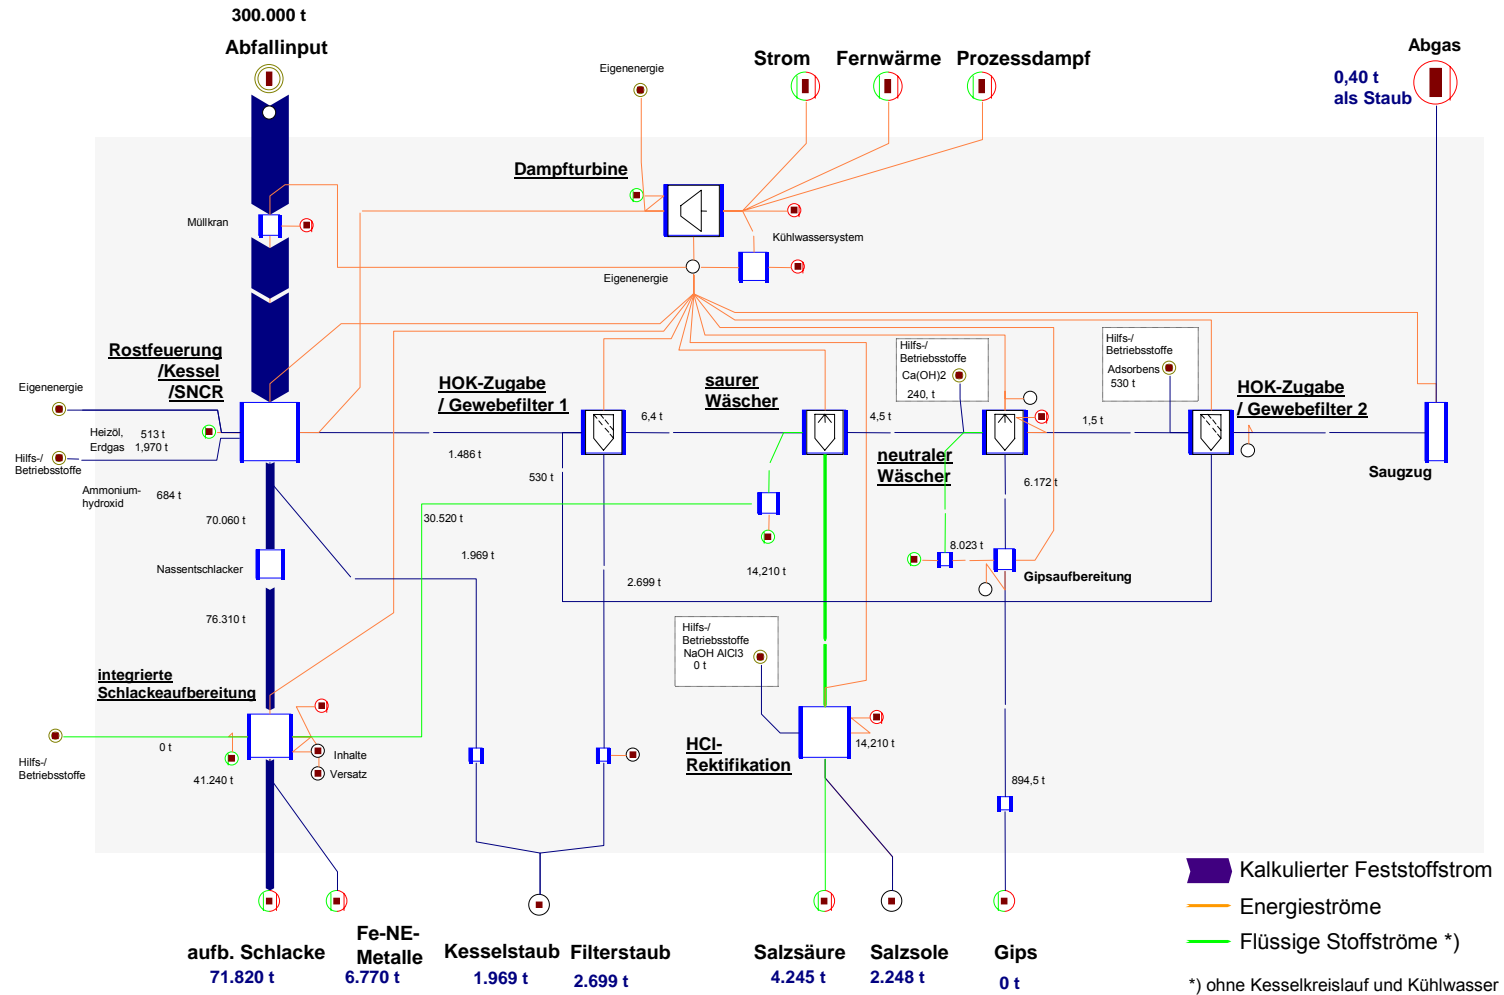 300.000 t
Abfallinput
Eigenenergie
Strom
Fernwärme
Prozessdampf
Abgas
0,40 t
als Staub
Dampfturbine
Müllkran
Kühlwassersystem
Eigenenergie
Rostfeuerung
/Kessel
/SNCR
Eigenenergie
Heizöl,
Erdgas
513 t
1,970 t
Hilfs-/
Betriebsstoffe
Ammonium-
hydroxid
684 t
HOK-Zugabe
/ Gewebefilter 1
saurer
Wäscher
Hilfs-/
Betriebsstoffe
Ca(OH)2
240, t
Hilfs-/
Betriebsstoffe
Adsorbens
530 t
HOK-Zugabe
/ Gewebefilter 2
6,4 t
4,5 t
1,5 t
1.486 t
530 t
neutraler
Wäscher
6.172 t
Saugzug
70.060 t
30.520 t
1.969 t
Nassentschlacker
2.699 t
14,210 t
8.023 t
Gipsaufbereitung
76.310 t
Hilfs-/
Betriebsstoffe
NaOH AlCl3
0 t
integrierte
Schlackeaufbereitung
0 t
Hilfs-/
Betriebsstoffe
Inhalte
Versatz
41.240 t
HCl-
Rektifikation
14,210 t
894,5 t
Kalkulierter Feststoffstrom
Energieströme
Flüssige Stoffströme *)
*) ohne Kesselkreislauf und Kühlwasser
aufb. Schlacke
71.820 t
Fe-NE-
Metalle
6.770 t
Kesselstaub
1.969 t
Filterstaub
2.699 t
Salzsäure
4.245 t
Salzsole
2.248 t
Gips
0 t